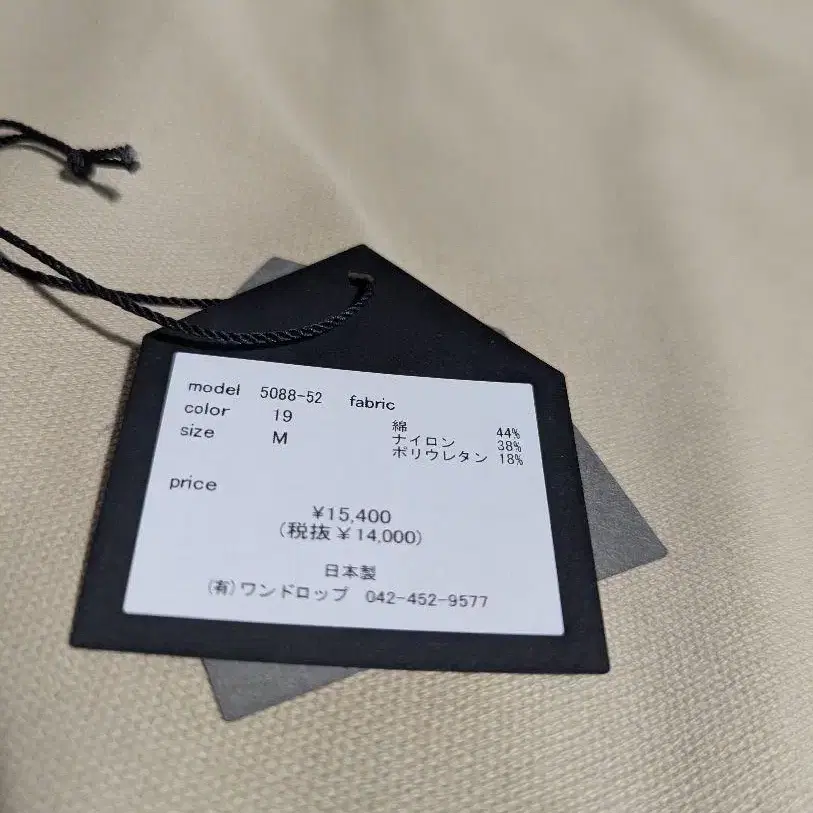 model 5088-52 fabric
color 19
size M
綿 44%
ナイロン 38%
ポリウレタン 18%
price
¥15,400
(税抜¥14,000)
日本製
(有)ワンドロップ 042-452-9577